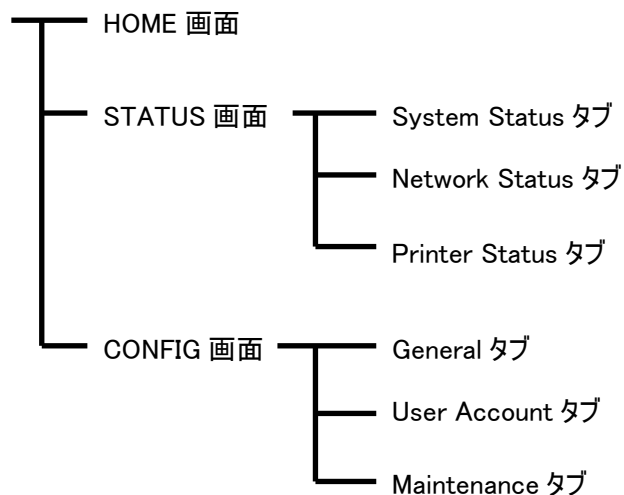 HOME 画面
STATUS 画面
System Status タブ
Network Status タブ
Printer Status タブ
CONFIG 画面
General タブ
User Account タブ
Maintenance タブ